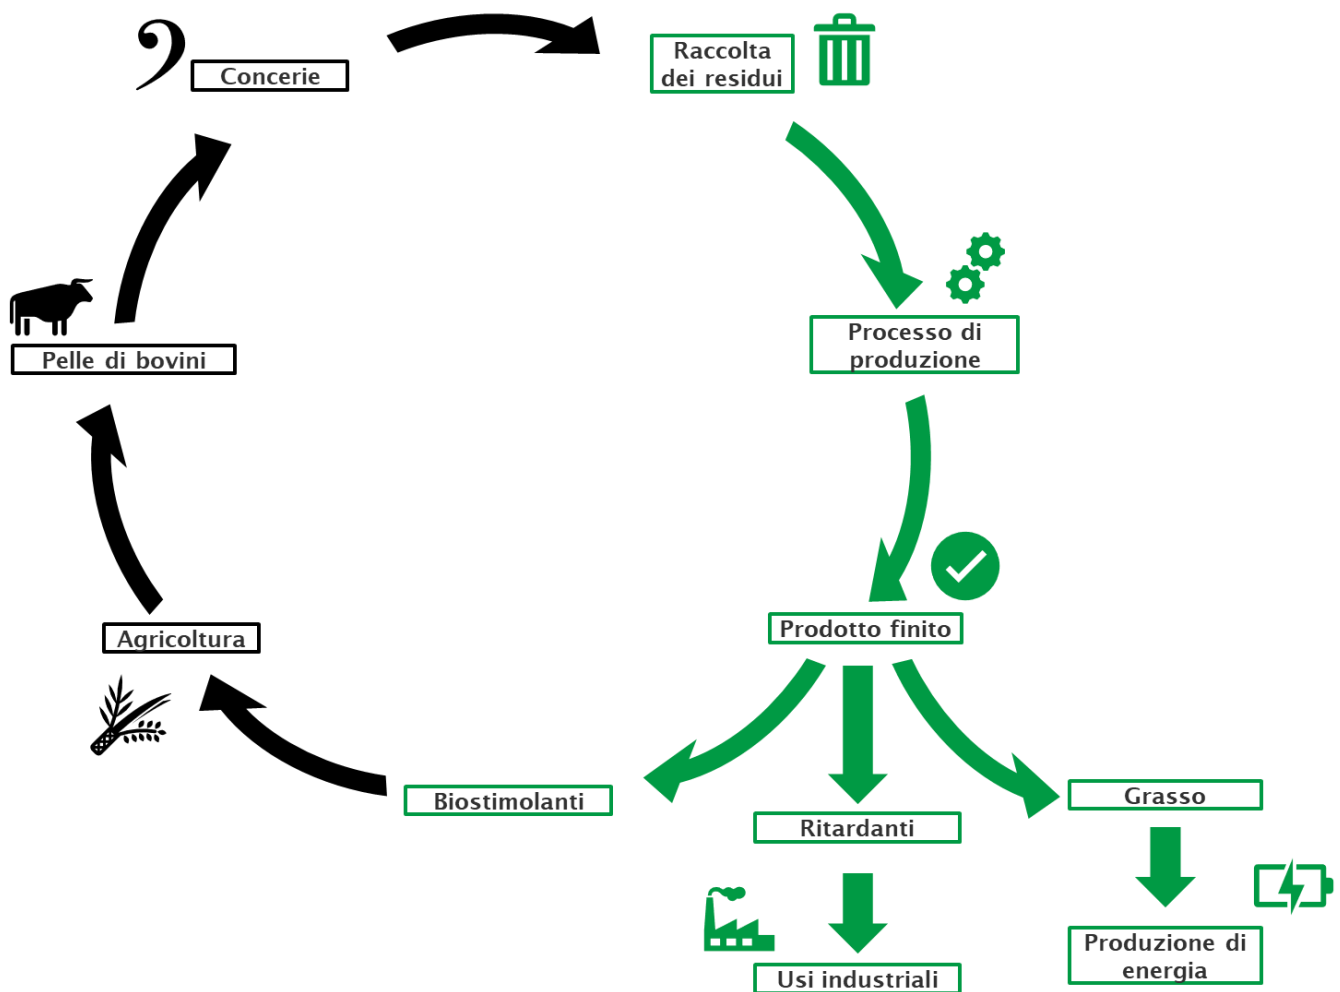 Concerie
Raccolta
dei residui
Processo di
produzione
Pelle di bovini
Prodotto finito
Agricoltura
Biostimolanti
Ritardanti
Grasso
Usi industriali
Produzione di
energia